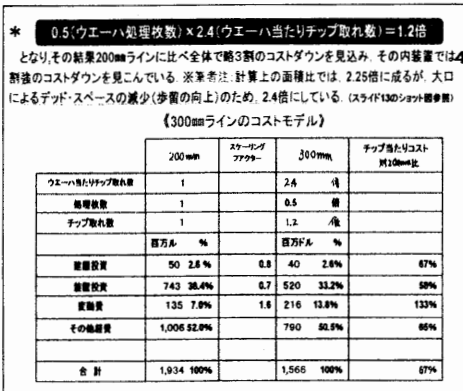 * 0.5(ウエーハ処理枚数)×2.4(ウエーハ当たりチップ取れ数)=1.2倍
となり、その結果200㎜ラインに比べ全体で略3割のコストダウンを見込み、その内装置では4
割強のコストダウンを見こんでいる。※筆者注:計算上の面積比では、2.25倍に成るが、大口
によるデッド・スペースの減少(歩留の向上)のため、2.4倍にしている。(スライド13のショット図参照)
《300㎜ラインのコストモデル》
200mm スケーリングファクター 300mm チップ当たりコスト対200mm比
ウエーハ当たりチップ取れ数 1 2.4 倍
処理枚数 1 0.5 倍
チップ取れ数 1 1.2 倍
百万ドル % 百万ドル %
建屋投資 50 2.6% 0.8 40 2.6% 67%
装置投資 743 38.4% 0.7 520 33.2% 58%
変動費 135 7.0% 1.6 216 13.8% 133%
その他経費 1,006 52.0% 790 50.5% 65%
合計 1,934 100% 1,566 100% 67%